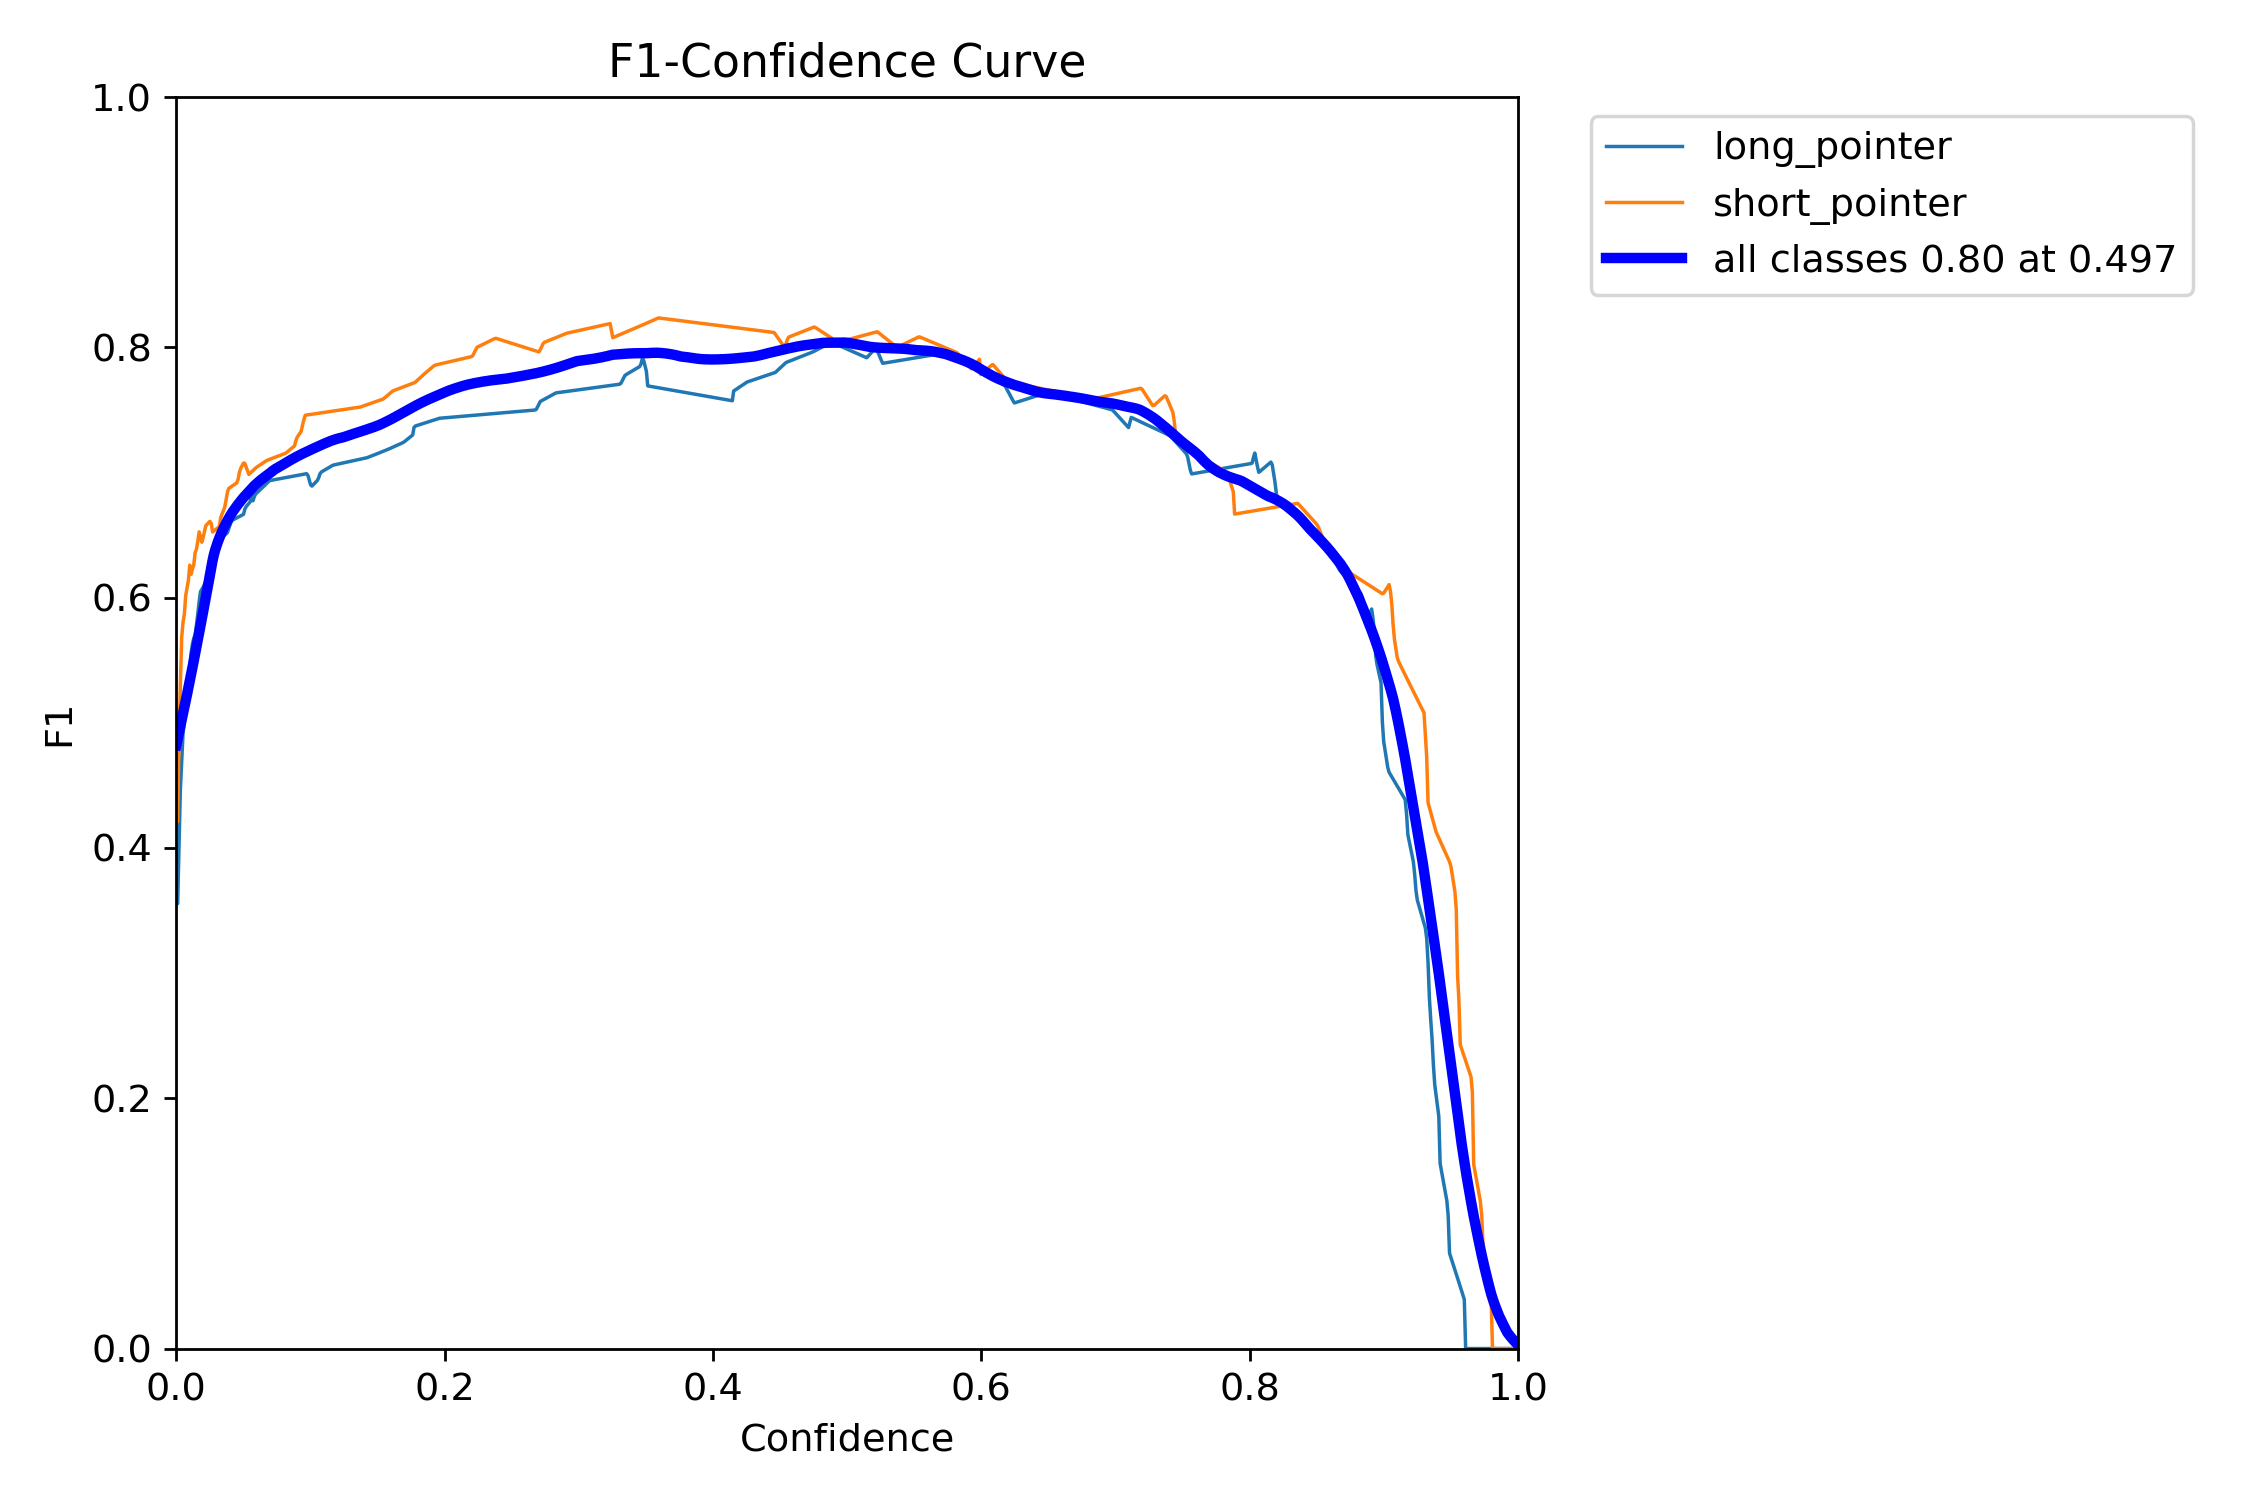 F1-Confidence Curve
1.0
0.8
0.6
0.4
0.2
0.0
F1
0.0 0.2 0.4 0.6 0.8 1.0
Confidence
long_pointer
short_pointer
all classes 0.80 at 0.497